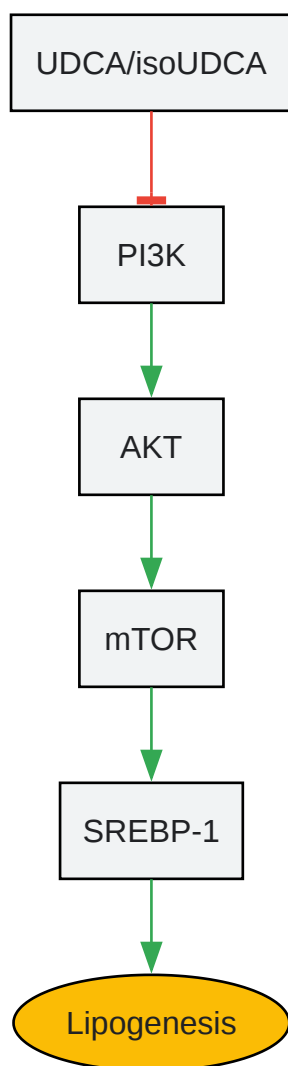 UDCA/isoUDCA
PI3K
AKT
mTOR
SREBP-1
Lipogenesis